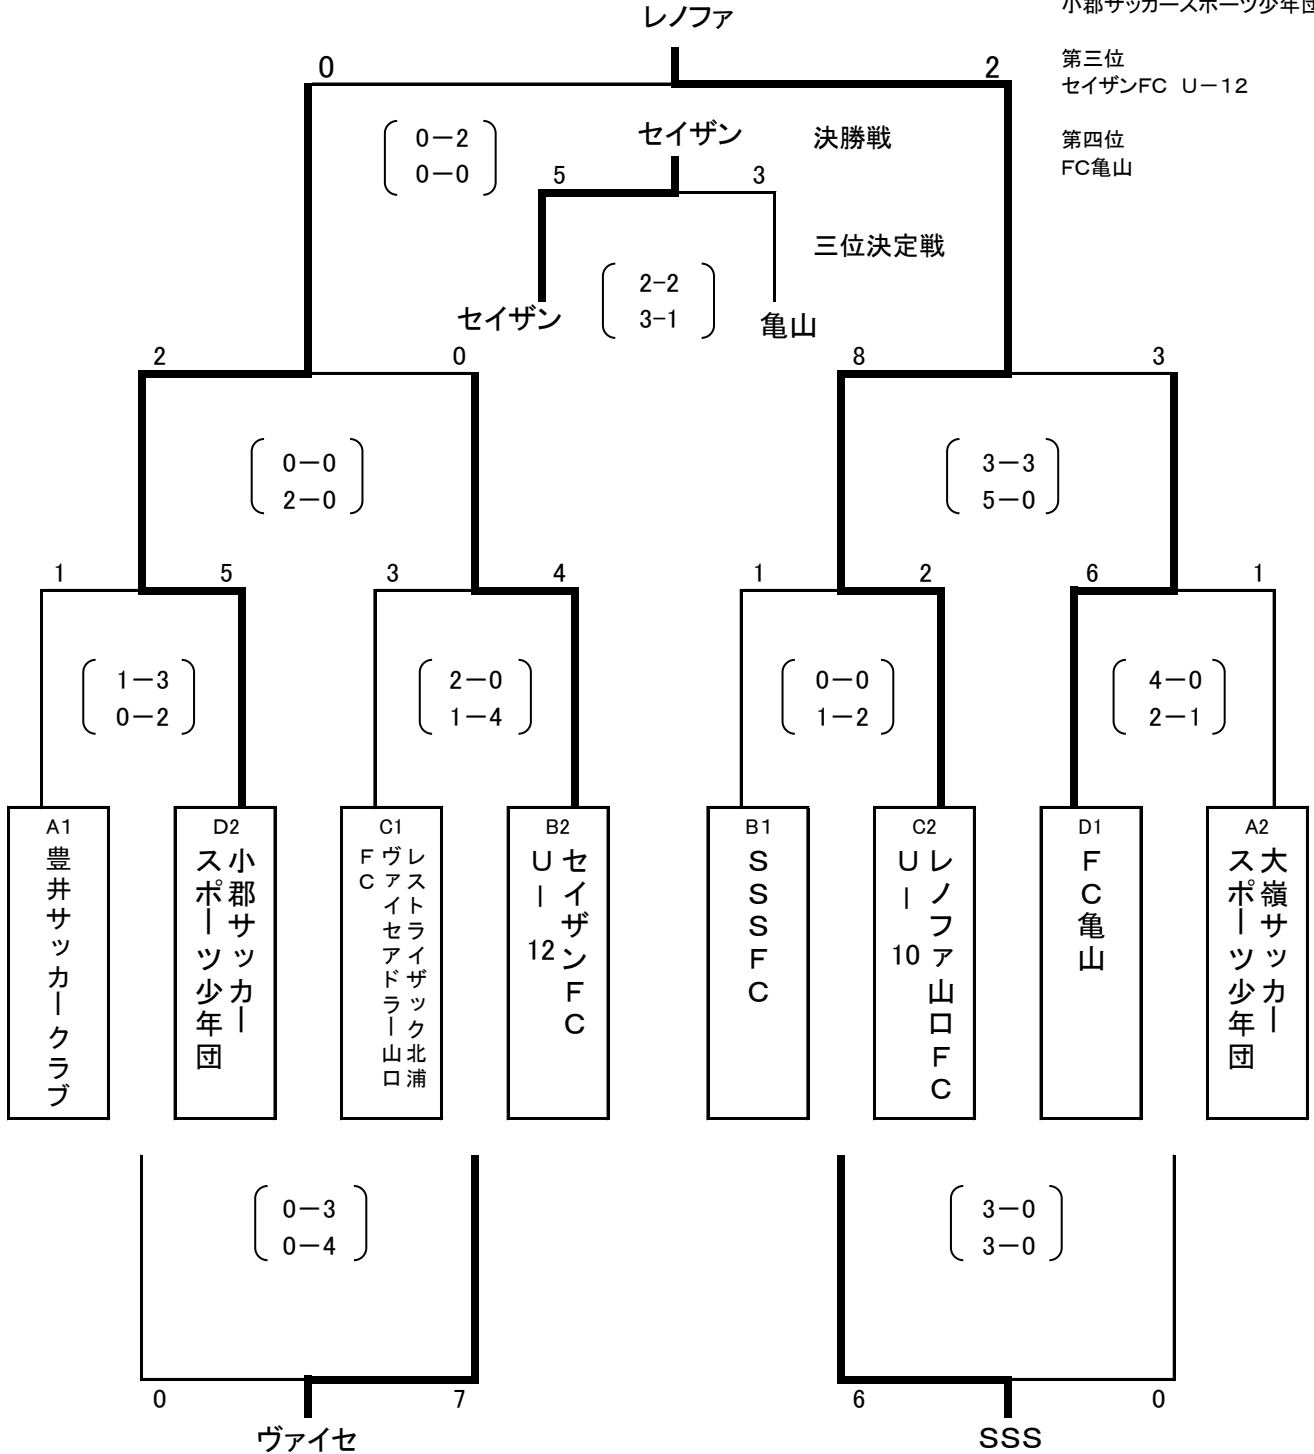 小郡サッカースポーツ少年団
レノファ
第三位
セイザンFC U－12
第四位
FC亀山
0
2
0－2
0－0
セイザン
決勝戦
5
3
三位決定戦
2-2
3-1
セイザン
亀山
2
0
8
3
0－0
2－0
3－3
5－0
1
5
3
4
1
2
6
1
1－3
0－2
2－0
1－4
0－0
1－2
4－0
2－1
A1
豊井サッカークラブ
D2
小郡サッカー
スポーツ少年団
C1
レストライザック北浦
ヴァイセアドラー山口
FC
B2
セイザンFC
U－12
B1
SSSFC
C2
レノファ山口FC
U－10
D1
FC亀山
A2
大嶺サッカー
スポーツ少年団
0－3
0－4
3－0
3－0
0
7
6
0
ヴァイセ
SSS